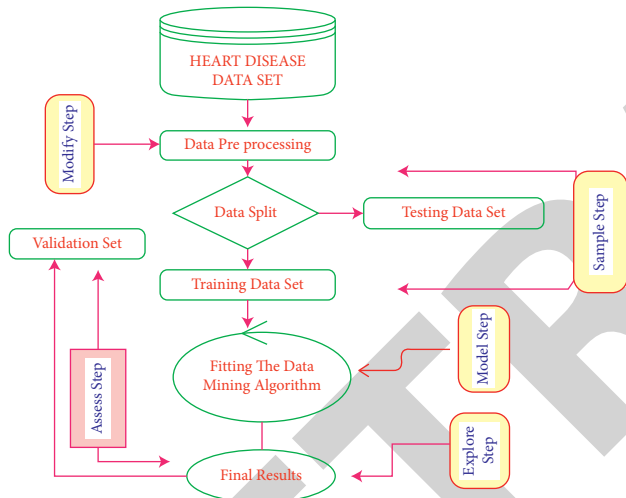 HEART DISEASE
DATA SET
Modify Step
Data Pre processing
Data Split
Testing Data Set
Sample Step
Validation Set
Training Data Set
Fitting The Data
Mining Algorithm
Model Step
Assess Step
Explore
Step
Final Results